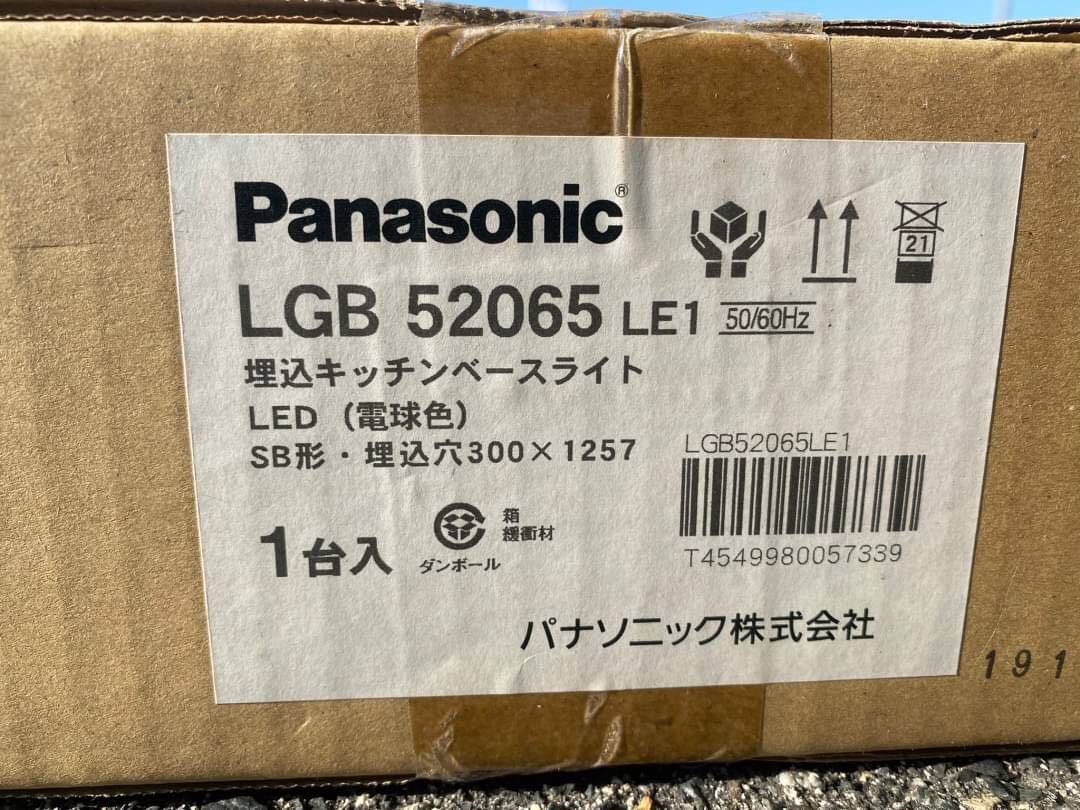 Panasonic®
21
LGB 52065 LE1 50/60Hz
埋込キッチンベースライト
LED（電球色）
SB形・埋込穴300×1257
LGB52065LE1
T4549980057339
1台入
箱
緩衝材
ダンボール
パナソニック株式会社
191